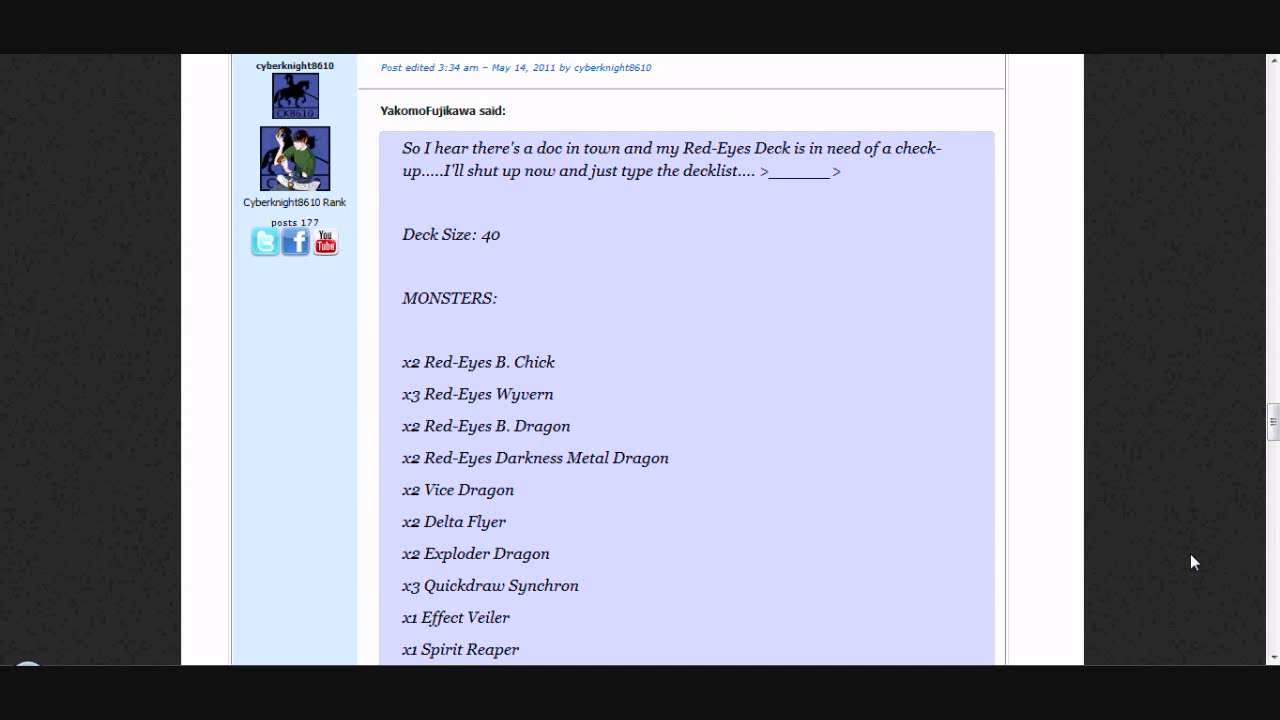 cyberknight8610
CK8610
Cyberknight8610 Rank
posts 177
You
Tube
Post edited 3:34 am – May 14, 2011 by cyberknight8610
YakomoFujikawa said:
So I hear there's a doc in town and my Red-Eyes Deck is in need of a check-
up.....I'll shut up now and just type the decklist.... >_______>
Deck Size: 40
MONSTERS:
x2 Red-Eyes B. Chick
x3 Red-Eyes Wyvern
x2 Red-Eyes B. Dragon
x2 Red-Eyes Darkness Metal Dragon
x2 Vice Dragon
x2 Delta Flyer
x2 Exploder Dragon
x3 Quickdraw Synchron
x1 Effect Veiler
x1 Spirit Reaper